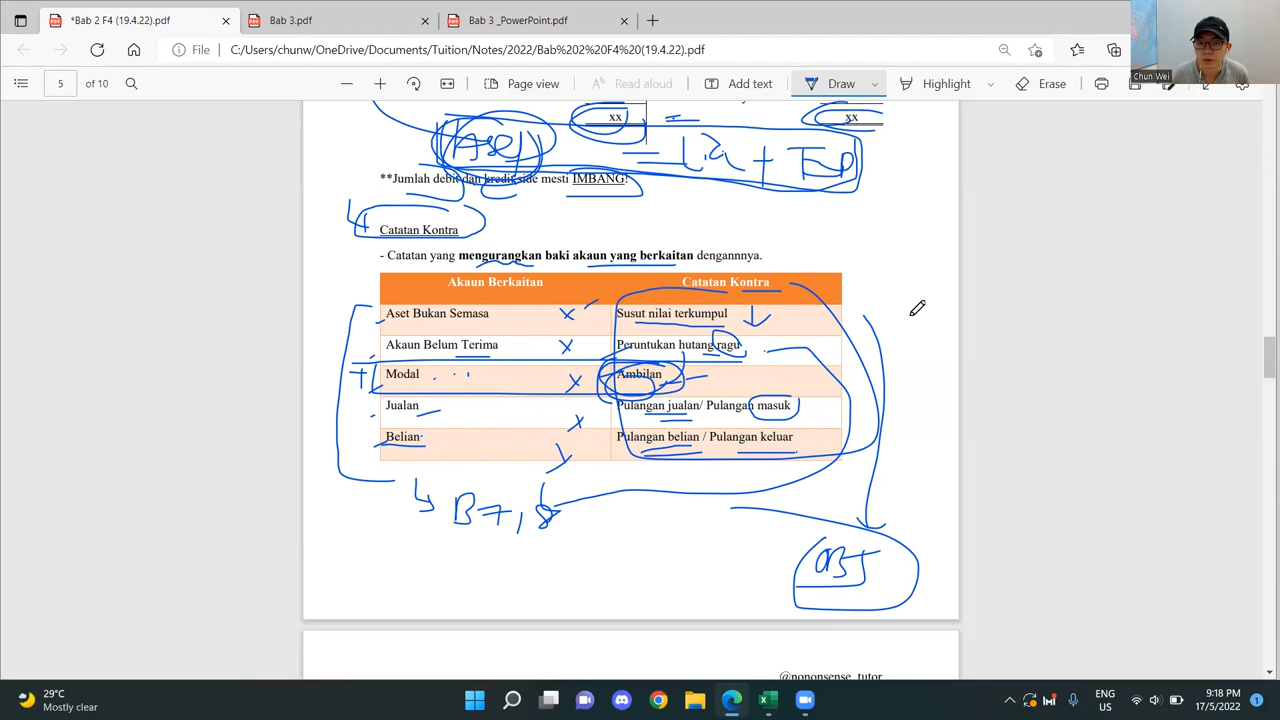 *Bab 2 F4 (19.4.22).pdf
Bab 3.pdf
Bab 3 _PowerPoint.pdf
File
C:/Users/chunw/OneDrive/Documents/Tuition/Notes/2022/Bab%202%20F4%20(19.4.22).pdf
Chun Wei
5 of 10
Page view
Read aloud
Add text
Draw
Highlight
Erase
xx
xx
**Jumlah debit dan kredit side mesti IMBANG!
Catatan Kontra
- Catatan yang mengurangkan baki akaun yang berkaitan dengannnya.
Akaun Berkaitan
Catatan Kontra
Aset Bukan Semasa
Susut nilai terkumpul
Akaun Belum Terima
Peruntukan hutang ragu
Modal
Ambilan
Jualan
Pulangan jualan/ Pulangan masuk
Belian
Pulangan belian / Pulangan keluar
B 7, 8
@nononsense_tutor
29°C
Mostly clear
ENG
US
9:18 PM
17/5/2022
1